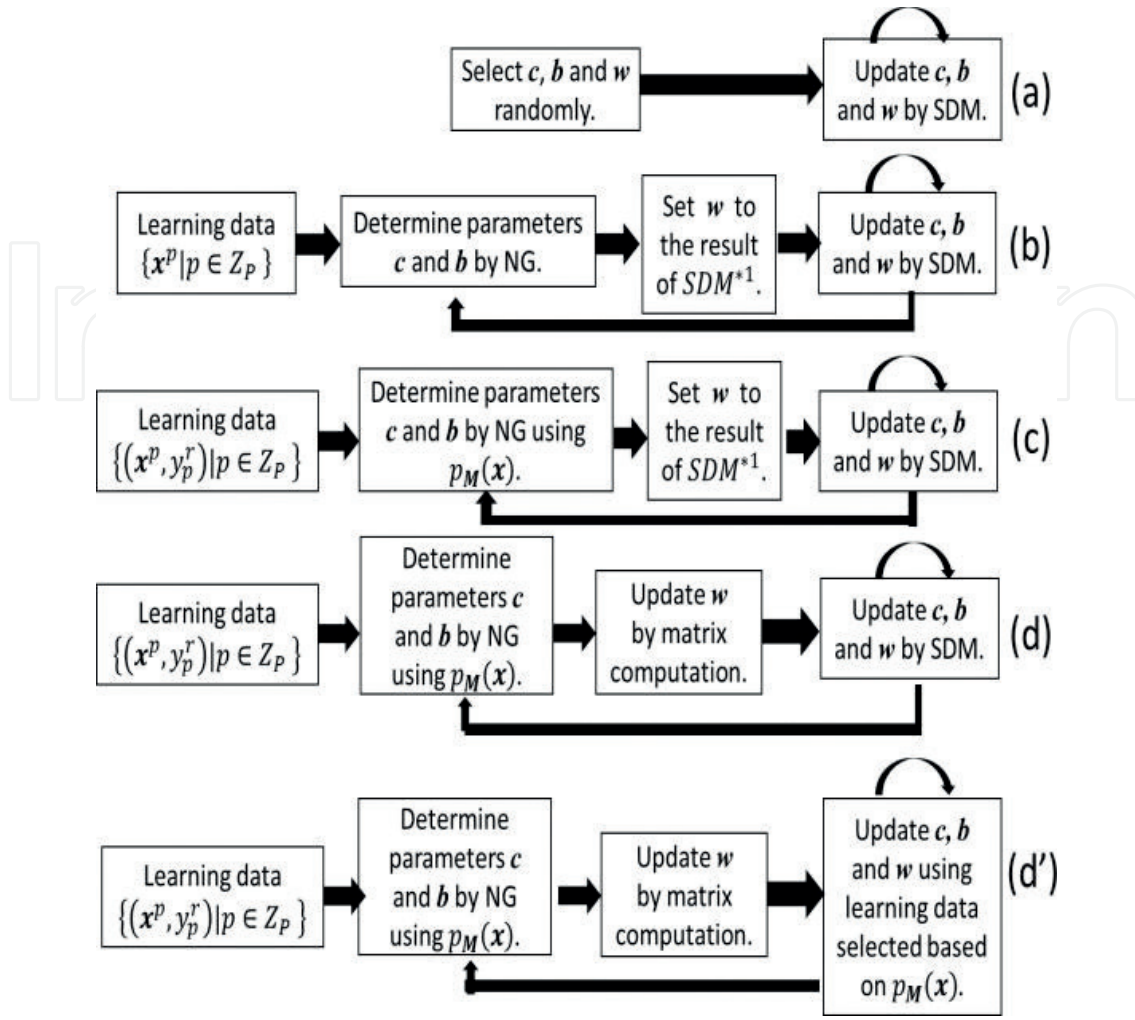 Select c, b and w
randomly.
Update c, b
and w by SDM.
(a)
Learning data
{x^p|p ∈ Z_P}
Determine parameters
c and b by NG.
Set w to
the result
of SDM^{*1}.
Update c, b
and w by SDM.
(b)
Learning data
{(x^p, y_p^r)|p ∈ Z_P}
Determine parameters
c and b by NG using
p_M(x).
Set w to
the result
of SDM^{*1}.
Update c, b
and w by SDM.
(c)
Learning data
{(x^p, y_p^r)|p ∈ Z_P}
Determine
parameters c
and b by NG
using p_M(x).
Update w
by matrix
computation.
Update c, b
and w by SDM.
(d)
Learning data
{(x^p, y_p^r)|p ∈ Z_P}
Determine
parameters c
and b by NG
using p_M(x).
Update w
by matrix
computation.
Update c, b
and w using
learning data
selected based
on p_M(x).
(d’)